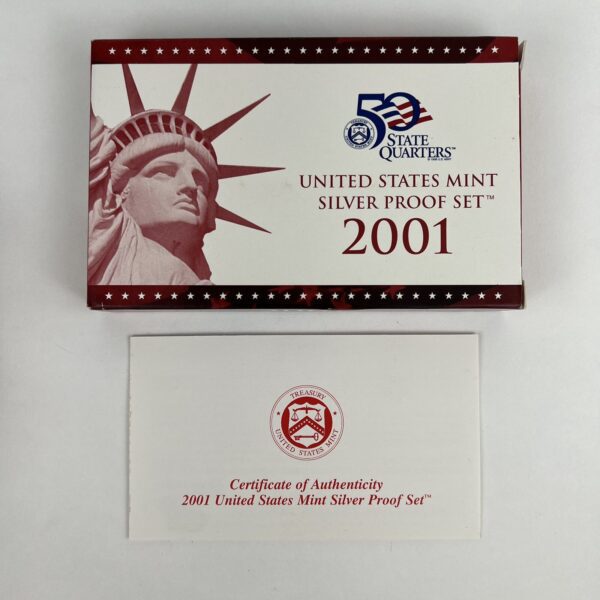 50
STATE
QUARTERS™
UNITED STATES MINT
SILVER PROOF SET™
2001
TREASURY
UNITED STATES MINT
Certificate of Authenticity
2001 United States Mint Silver Proof Set™